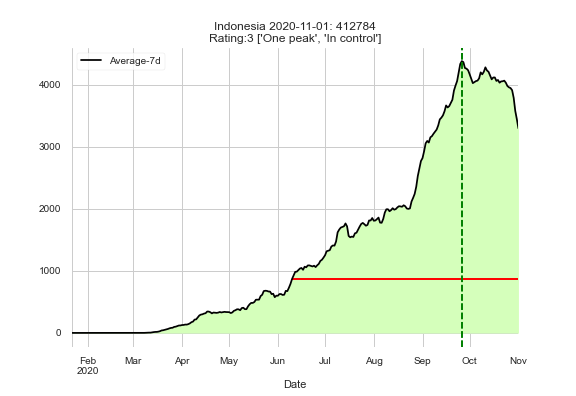 Indonesia 2020-11-01: 412784
Rating:3 ['One peak', 'In control']
Average-7d
4000
3000
2000
1000
0
Feb Mar Apr May Jun Jul Aug Sep Oct Nov
2020
Date